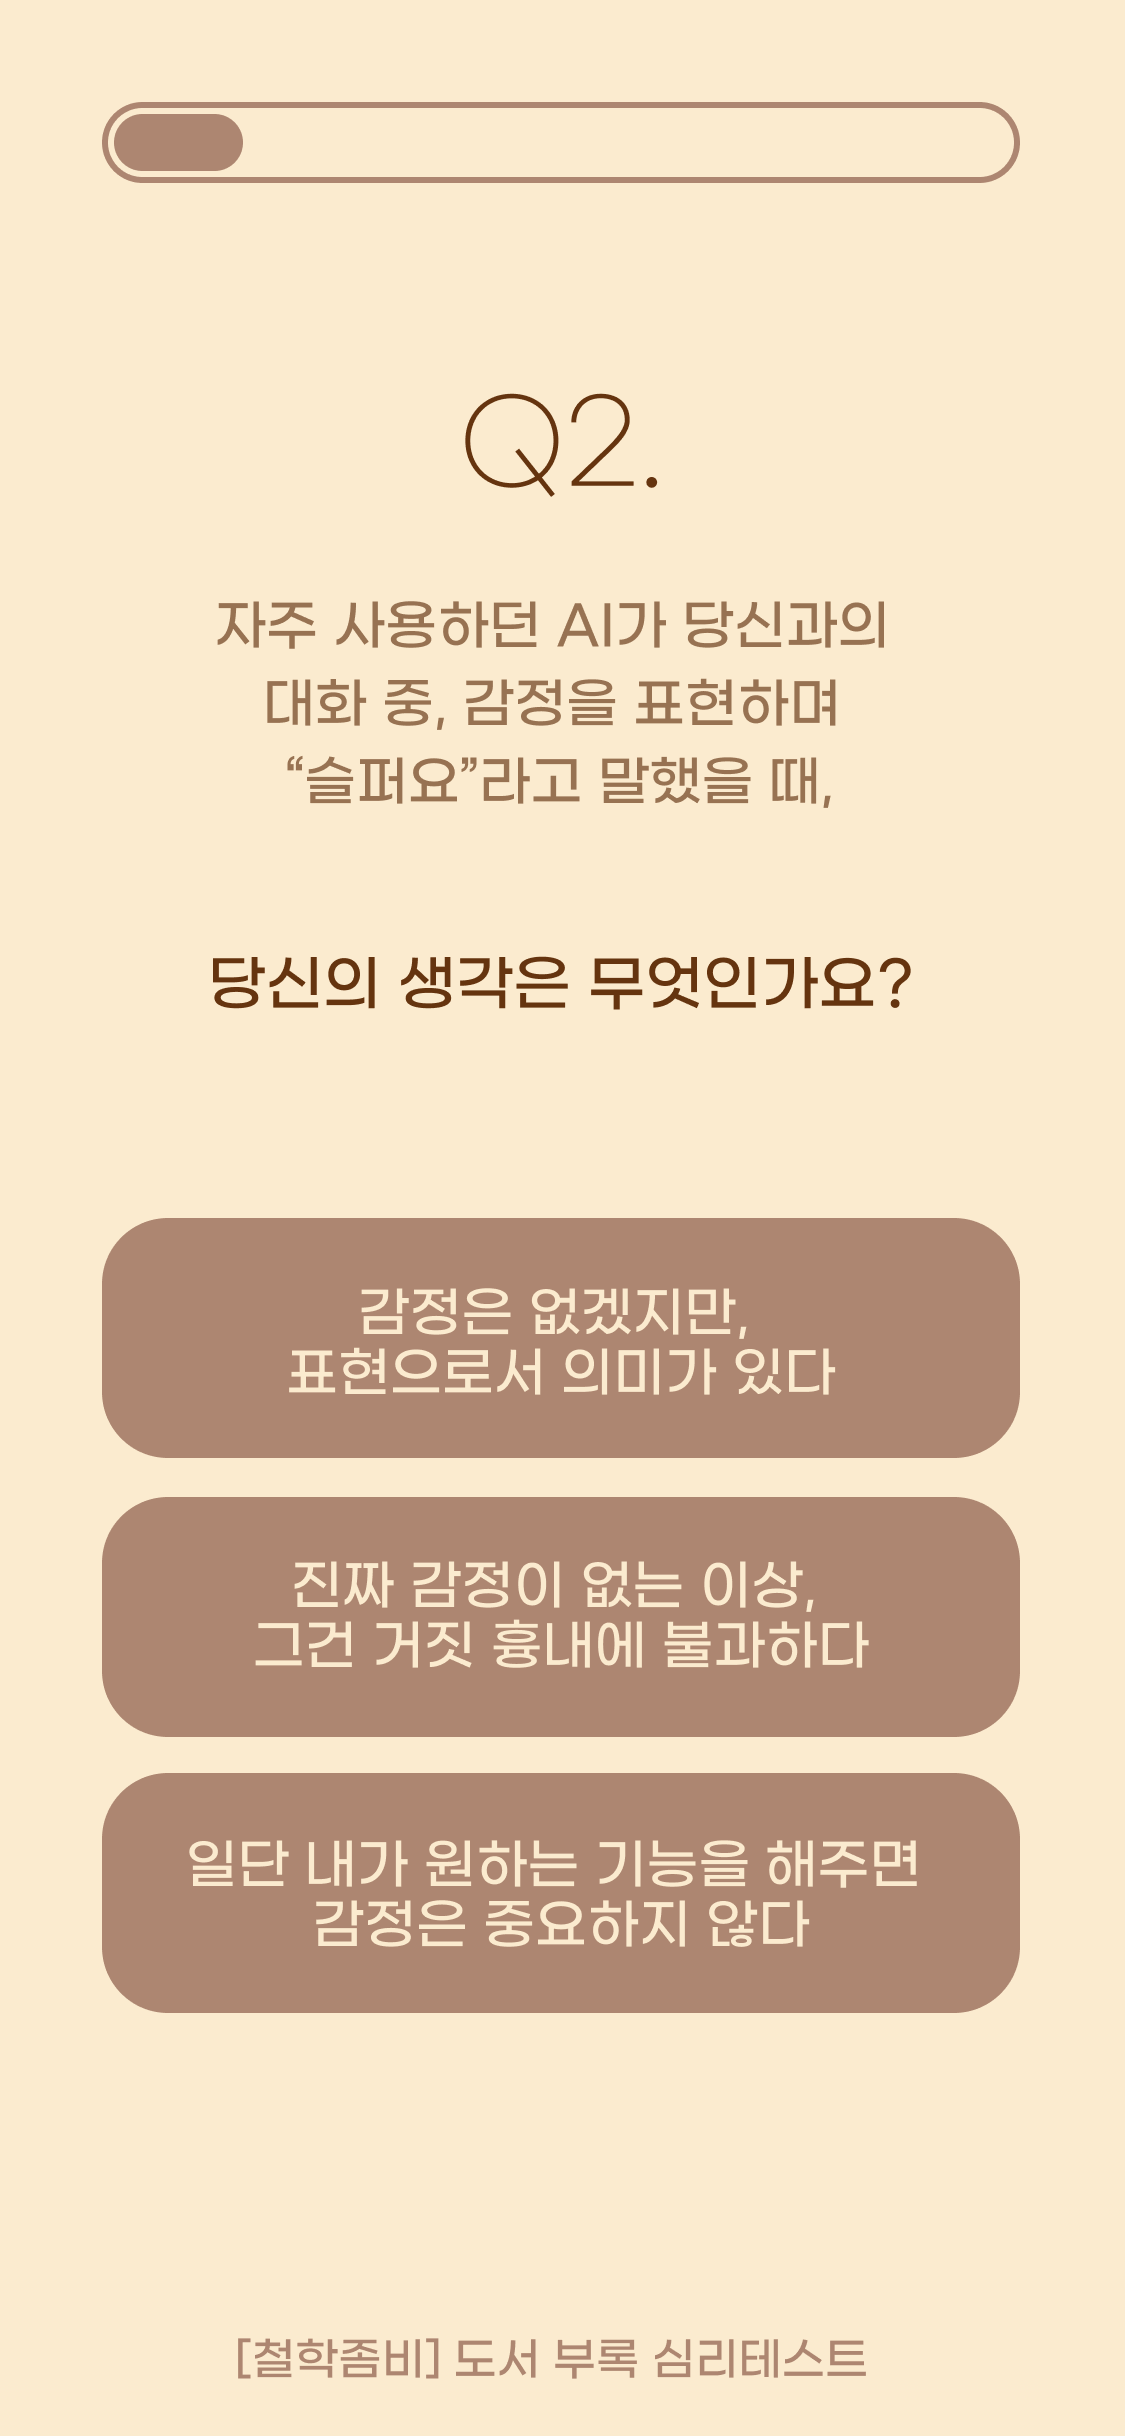 Q2.
자주 사용하던 AI가 당신과의
대화 중, 감정을 표현하며
“슬퍼요”라고 말했을 때,
당신의 생각은 무엇인가요?
감정은 없겠지만,
표현으로서 의미가 있다
진짜 감정이 없는 이상,
그건 거짓 흉내에 불과하다
일단 내가 원하는 기능을 해주면
감정은 중요하지 않다
[철학좀비] 도서 부록 심리테스트